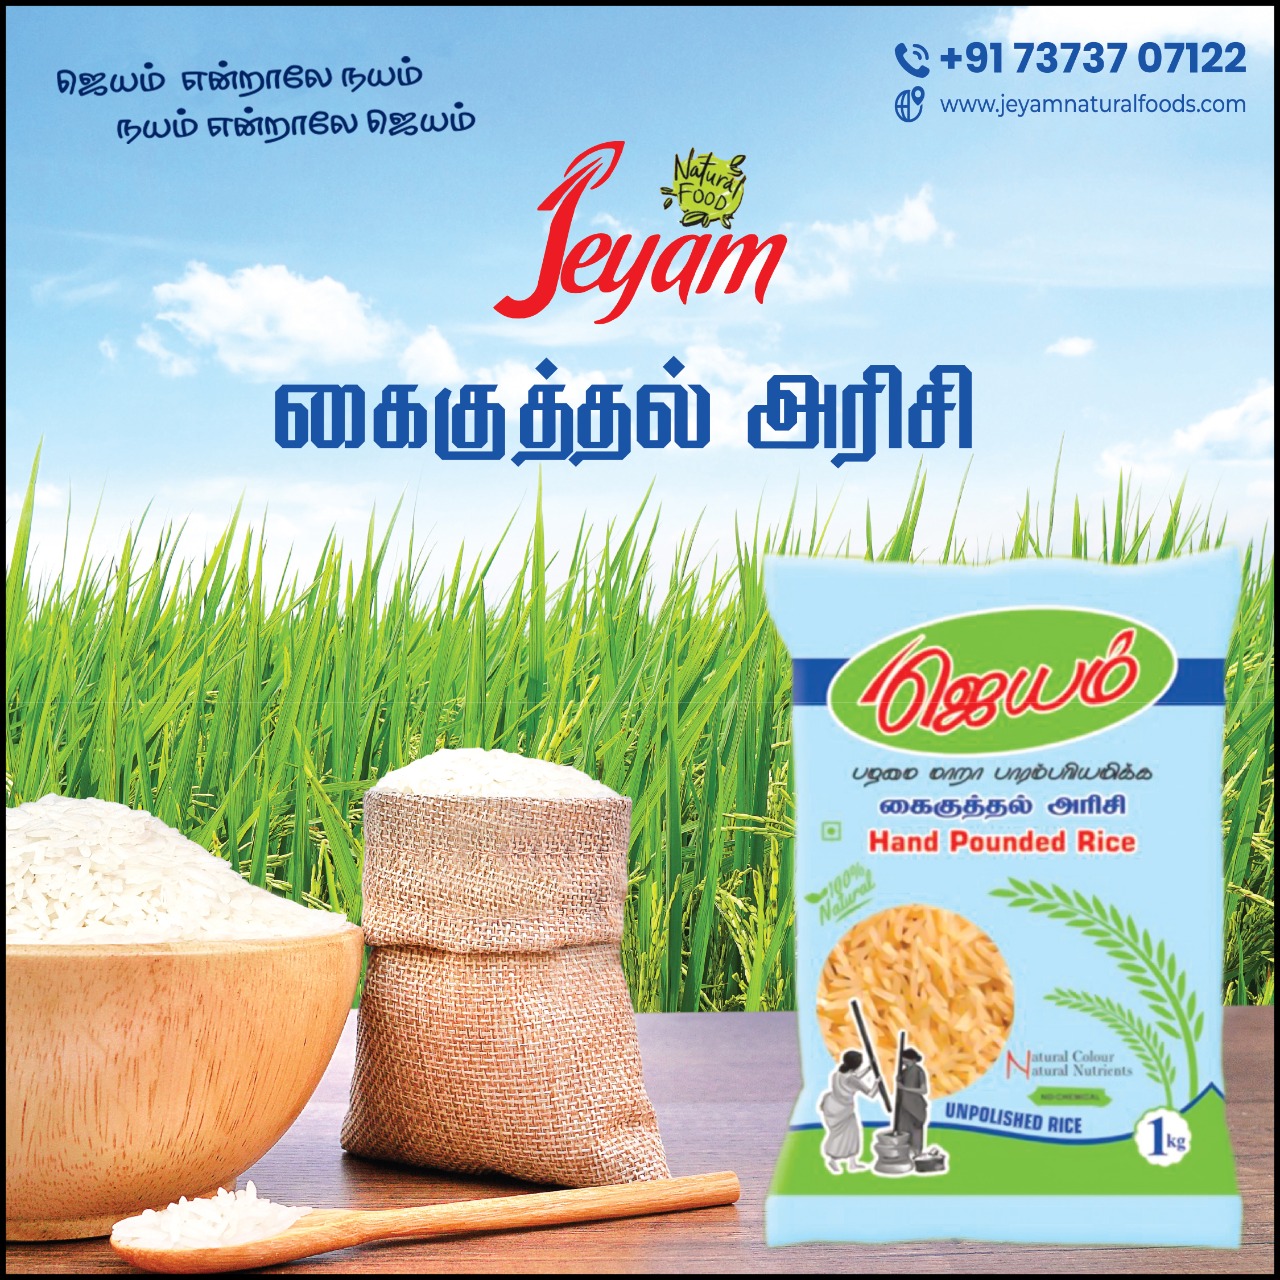 ஜெயம் என்றாலே நயம்
நயம் என்றாலே ஜெயம்
+91 73737 07122
www.jeyamnaturalfoods.com
Natural
FOOD
Jeyam
கைகுத்தல் அரிசி
ஜெயம்
பழமை மாறா பாரம்பரியமிக்க
கைகுத்தல் அரிசி
Hand Pounded Rice
100%
Natural
Natural Colour
Natural Nutrients
NO CHEMICAL
UNPOLISHED RICE
1kg